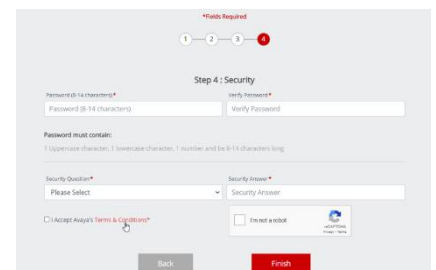 *Fields Required
1 2 3 4
Step 4 : Security
Password (8-14 characters)* Verify Password*
Password (8-14 characters) Verify Password
Password must contain:
1 Uppercase character, 1 lowercase character, 1 number and be 8-14 characters long
Security Question* Security Answer*
Please Select Security Answer
I Accept Avaya's Terms & Conditions* I'm not a robot
reCAPTCHA
Privacy - Terms
Back Finish